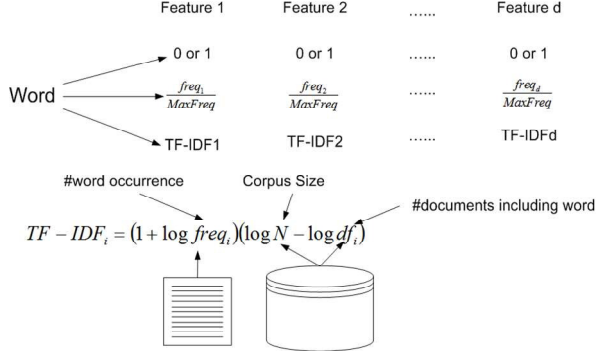 Feature 1 Feature 2 ...... Feature d
0 or 1 0 or 1 ...... 0 or 1
Word freq₁/MaxFreq freq₂/MaxFreq ...... freq_d/MaxFreq
TF-IDF1 TF-IDF2 ...... TF-IDFd
#word occurrence Corpus Size
#documents including word
TF − IDFᵢ = (1 + log freqᵢ)(log N − log dfᵢ)